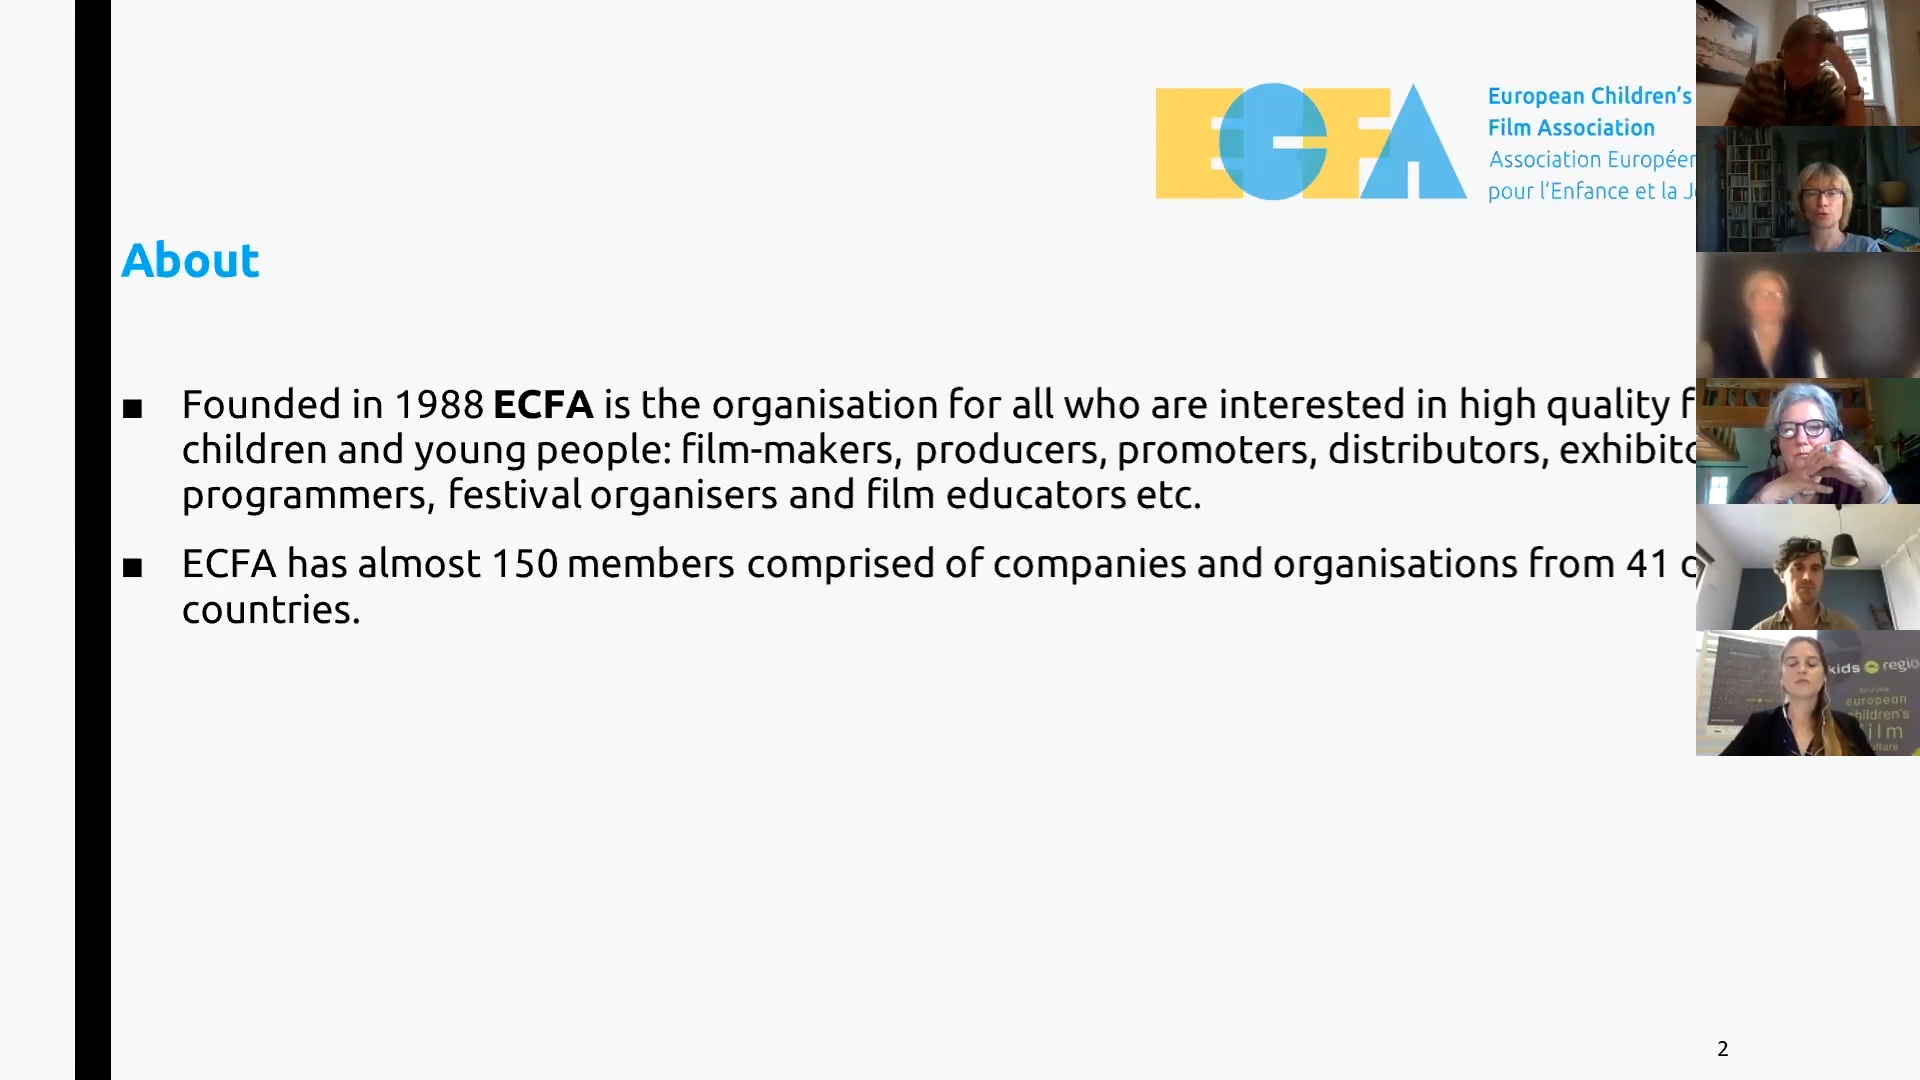 ECFA
European Children's
Film Association
Association Européen
pour l'Enfance et la J
About
■ Founded in 1988 ECFA is the organisation for all who are interested in high quality f
children and young people: film-makers, producers, promoters, distributors, exhibito
programmers, festival organisers and film educators etc.
■ ECFA has almost 150 members comprised of companies and organisations from 41 c
countries.
kids regio
european
children's
film
culture
2